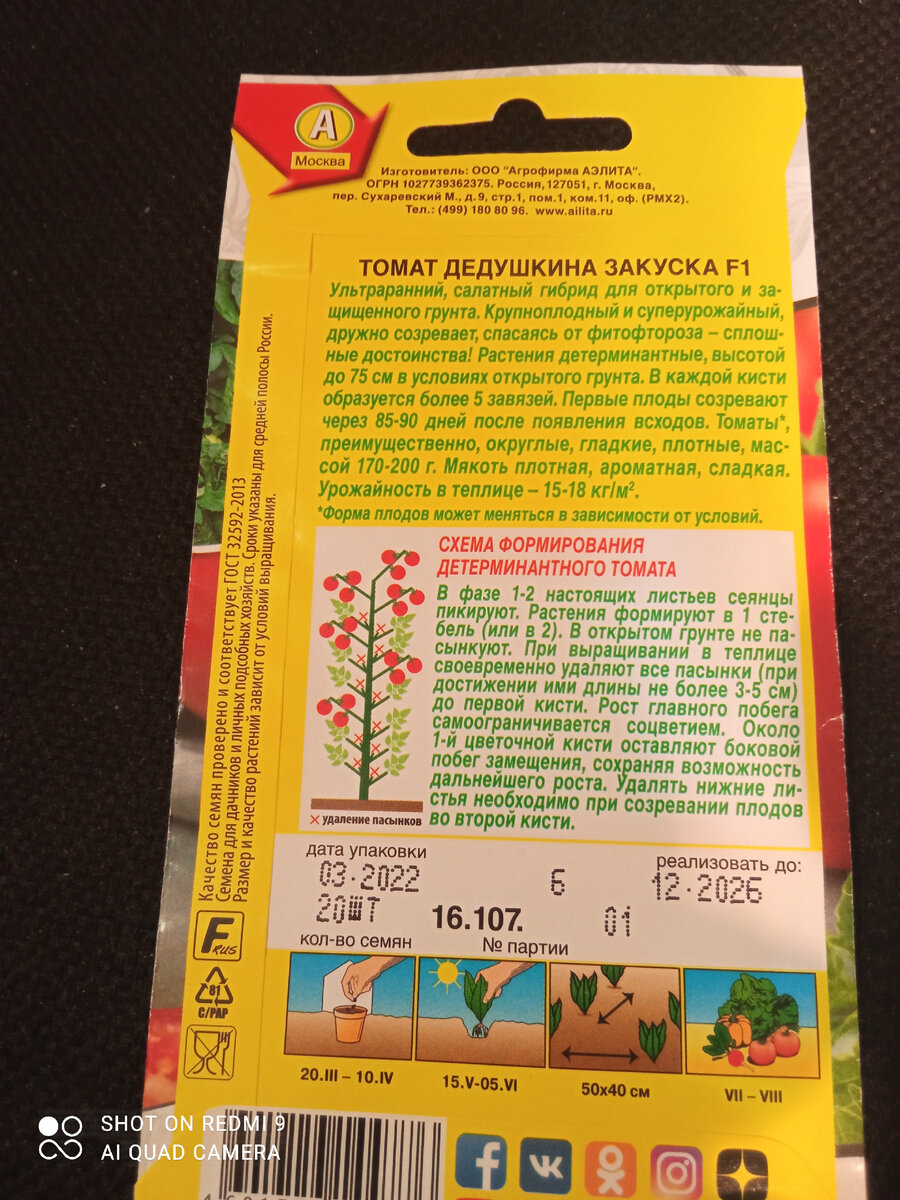 А
Москва
Изготовитель: ООО "Агрофирма АЭЛИТА".
ОГРН 1027739362375. Россия,127051, г. Москва,
пер. Сухаревский М., д.9, стр.1, пом.1, ком.11, оф. (РМХ2).
Тел.: (499) 180 80 96. www.ailita.ru
ТОМАТ ДЕДУШКИНА ЗАКУСКА F1
Ультраранний, салатный гибрид для открытого и за-
щищенного грунта. Крупноплодный и суперурожайный,
дружно созревает, спасаясь от фитофтороза – сплош-
ные достоинства! Растения детерминантные, высотой
до 75 см в условиях открытого грунта. В каждой кисти
образуется более 5 завязей. Первые плоды созревают
через 85-90 дней после появления всходов. Томаты*,
преимущественно, округлые, гладкие, плотные, мас-
сой 170-200 г. Мякоть плотная, ароматная, сладкая.
Урожайность в теплице – 15-18 кг/м².
*Форма плодов может меняться в зависимости от условий.
СХЕМА ФОРМИРОВАНИЯ
ДЕТЕРМИНАНТНОГО ТОМАТА
В фазе 1-2 настоящих листьев сеянцы
пикируют. Растения формируют в 1 сте-
бель (или в 2). В открытом грунте не па-
сынкуют. При выращивании в теплице
своевременно удаляют все пасынки (при
достижении ими длины не более 3-5 см)
до первой кисти. Рост главного побега
самоограничивается соцветием. Около
1-й цветочной кисти оставляют боковой
побег замещения, сохраняя возможность
дальнейшего роста. Удалять нижние ли-
стья необходимо при созревании плодов
во второй кисти.
× удаление пасынков
Качество семян проверено и соответствует ГОСТ 32592-2013
Семена для дачников и личных подсобных хозяйств. Сроки указаны для средней полосы России.
Размер и качество растений зависит от условий выращивания.
дата упаковки
реализовать до:
03·2022
6
12·2026
20шт
16.107.
01
кол-во семян
№ партии
F RUS
81
C/PAP
20.III – 10.IV
15.V-05.VI
50x40 см
VII – VIII
SHOT ON REDMI 9
AI QUAD CAMERA